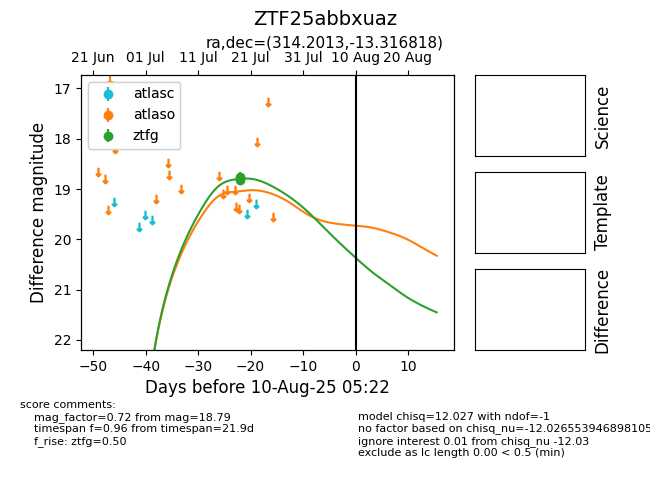 ZTF25abbxuaz
ra,dec=(314.2013,-13.316818)
21 Jun 01 Jul 11 Jul 21 Jul 31 Jul 10 Aug 20 Aug
atlasc
atlaso
ztfg
Difference magnitude
17
18
19
20
21
22
−50 −40 −30 −20 −10 0 10
Days before 10-Aug-25 05:22
Science
Template
Difference
score comments:
mag_factor=0.72 from mag=18.79
timespan f=0.96 from timespan=21.9d
f_rise: ztfg=0.50
model chisq=12.027 with ndof=-1
no factor based on chisq_nu=-12.026553946898105
ignore interest 0.01 from chisq_nu -12.03
exclude as lc length 0.00 < 0.5 (min)